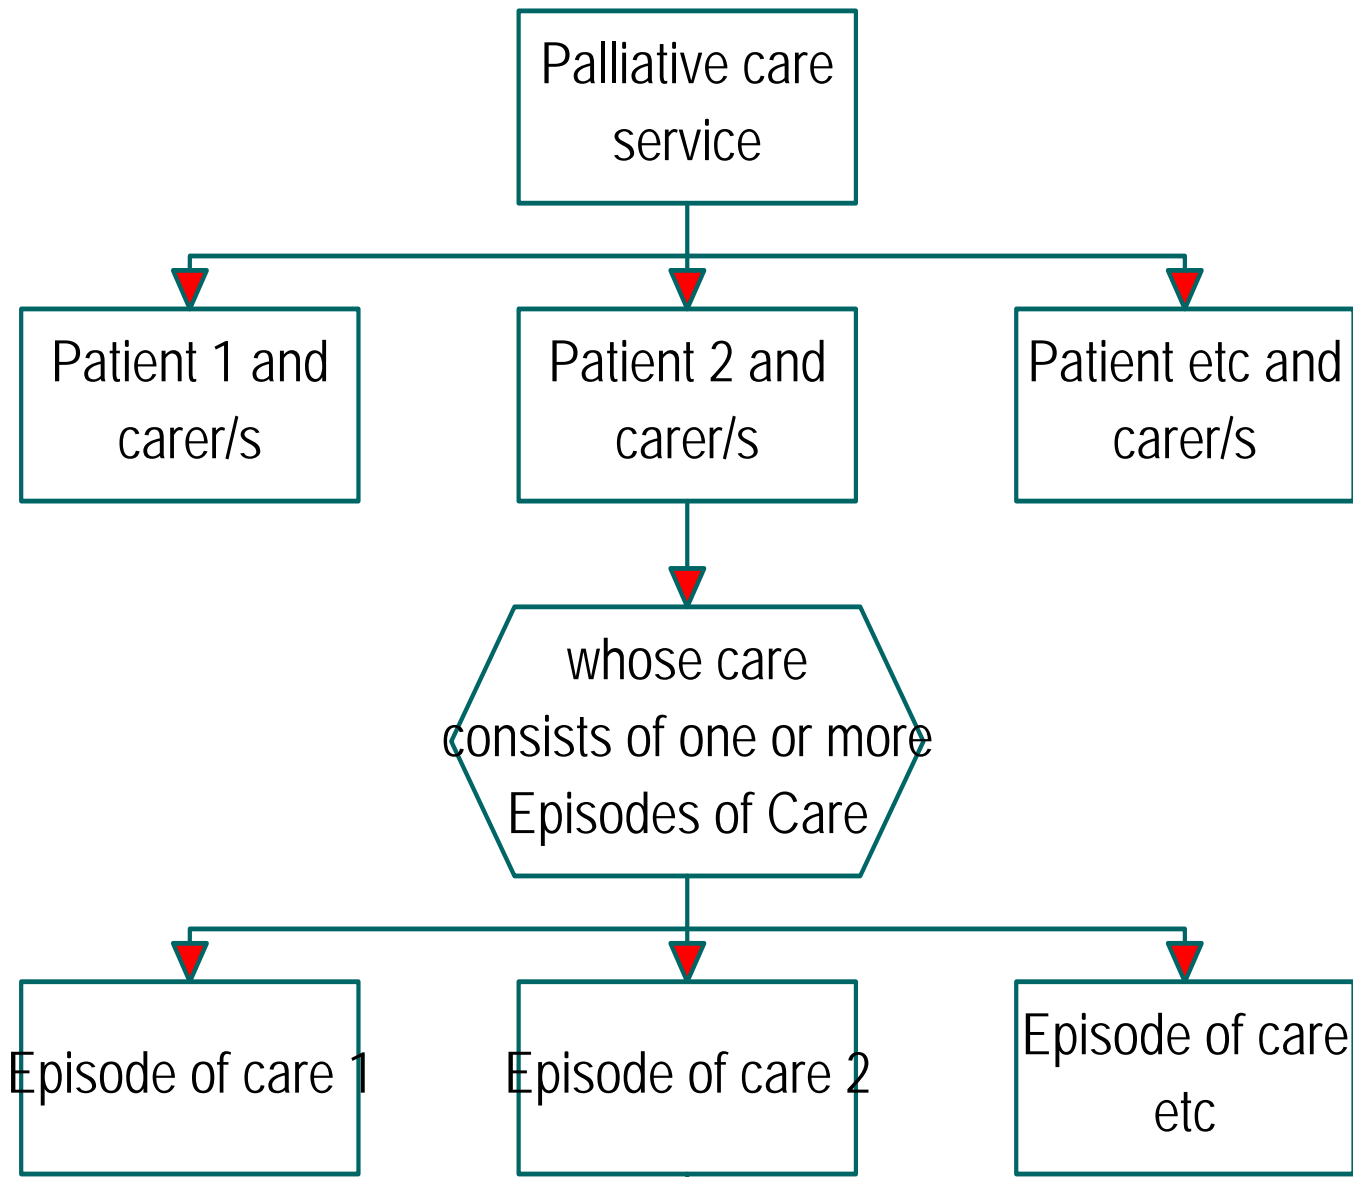 Palliative care
service
Patient 1 and
carer/s
Patient 2 and
carer/s
Patient etc and
carer/s
whose care
consists of one or more
Episodes of Care
Episode of care 1
Episode of care 2
Episode of care
etc